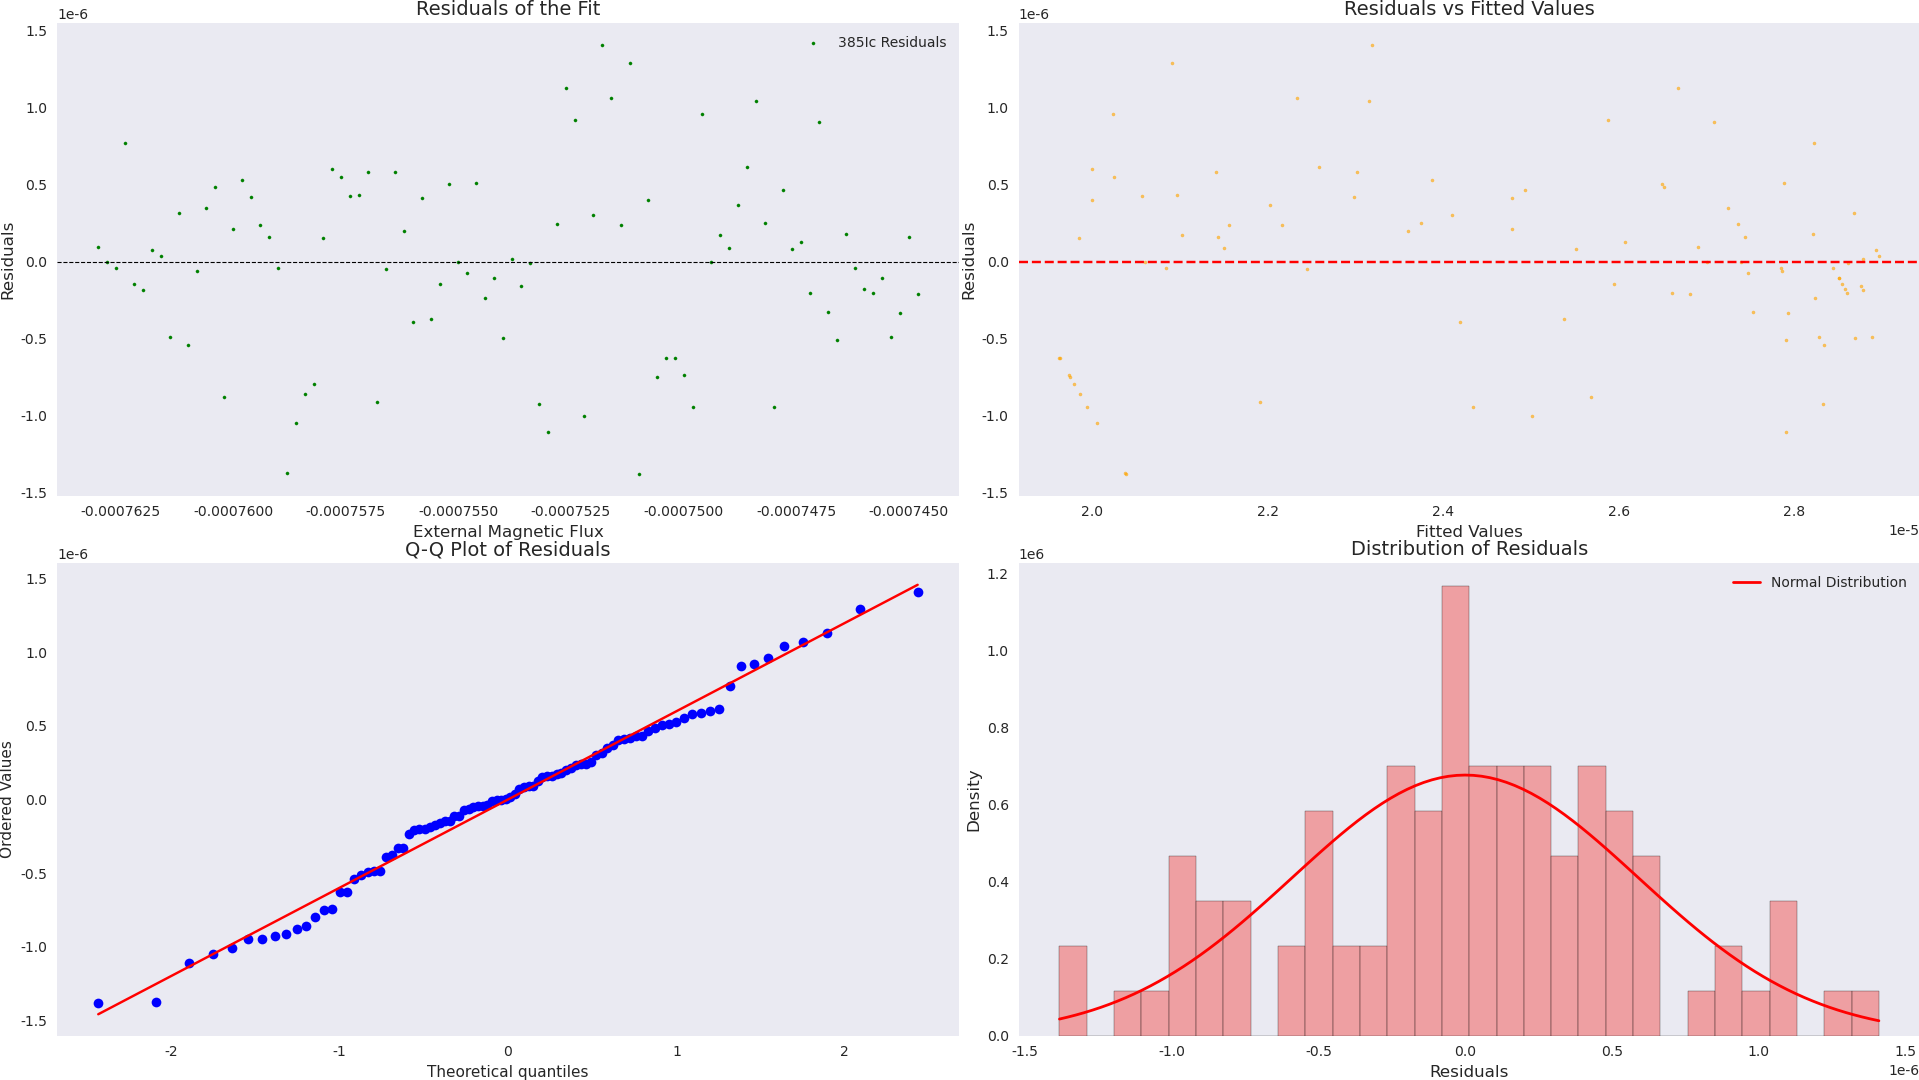 Residuals of the Fit
1e-6
385Ic Residuals
1.5
1.0
0.5
0.0
-0.5
-1.0
-1.5
Residuals
-0.0007625 -0.0007600 -0.0007575 -0.0007550 -0.0007525 -0.0007500 -0.0007475 -0.0007450
External Magnetic Flux
Residuals vs Fitted Values
1e-6
1.5
1.0
0.5
0.0
-0.5
-1.0
-1.5
Residuals
2.0 2.2 2.4 2.6 2.8
Fitted Values
1e-5
Q-Q Plot of Residuals
1e-6
1.5
1.0
0.5
0.0
-0.5
-1.0
-1.5
Ordered Values
-2 -1 0 1 2
Theoretical quantiles
Distribution of Residuals
1e6
Normal Distribution
1.2
1.0
0.8
0.6
0.4
0.2
0.0
Density
-1.5 -1.0 -0.5 0.0 0.5 1.0 1.5
Residuals
1e-6